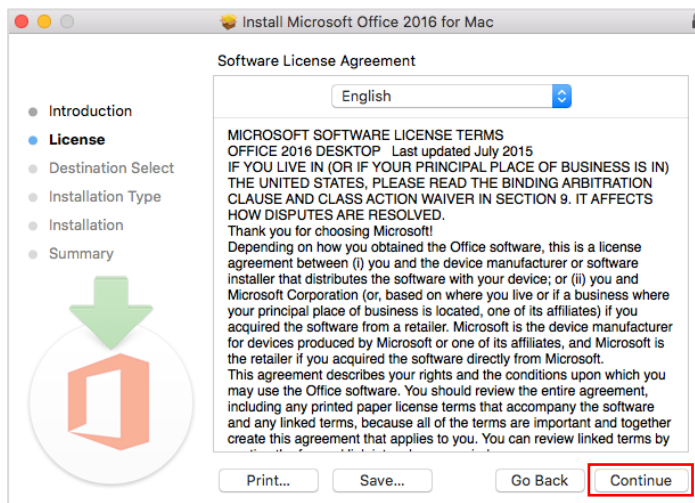 Install Microsoft Office 2016 for Mac
Software License Agreement
Introduction
License
Destination Select
Installation Type
Installation
Summary
English
MICROSOFT SOFTWARE LICENSE TERMS
OFFICE 2016 DESKTOP   Last updated July 2015
IF YOU LIVE IN (OR IF YOUR PRINCIPAL PLACE OF BUSINESS IS IN)
THE UNITED STATES, PLEASE READ THE BINDING ARBITRATION
CLAUSE AND CLASS ACTION WAIVER IN SECTION 9. IT AFFECTS
HOW DISPUTES ARE RESOLVED.
Thank you for choosing Microsoft!
Depending on how you obtained the Office software, this is a license
agreement between (i) you and the device manufacturer or software
installer that distributes the software with your device; or (ii) you and
Microsoft Corporation (or, based on where you live or if a business where
your principal place of business is located, one of its affiliates) if you
acquired the software from a retailer. Microsoft is the device manufacturer
for devices produced by Microsoft or one of its affiliates, and Microsoft is
the retailer if you acquired the software directly from Microsoft.
This agreement describes your rights and the conditions upon which you
may use the Office software. You should review the entire agreement,
including any printed paper license terms that accompany the software
and any linked terms, because all of the terms are important and together
create this agreement that applies to you. You can review linked terms by
Print...
Save...
Go Back
Continue